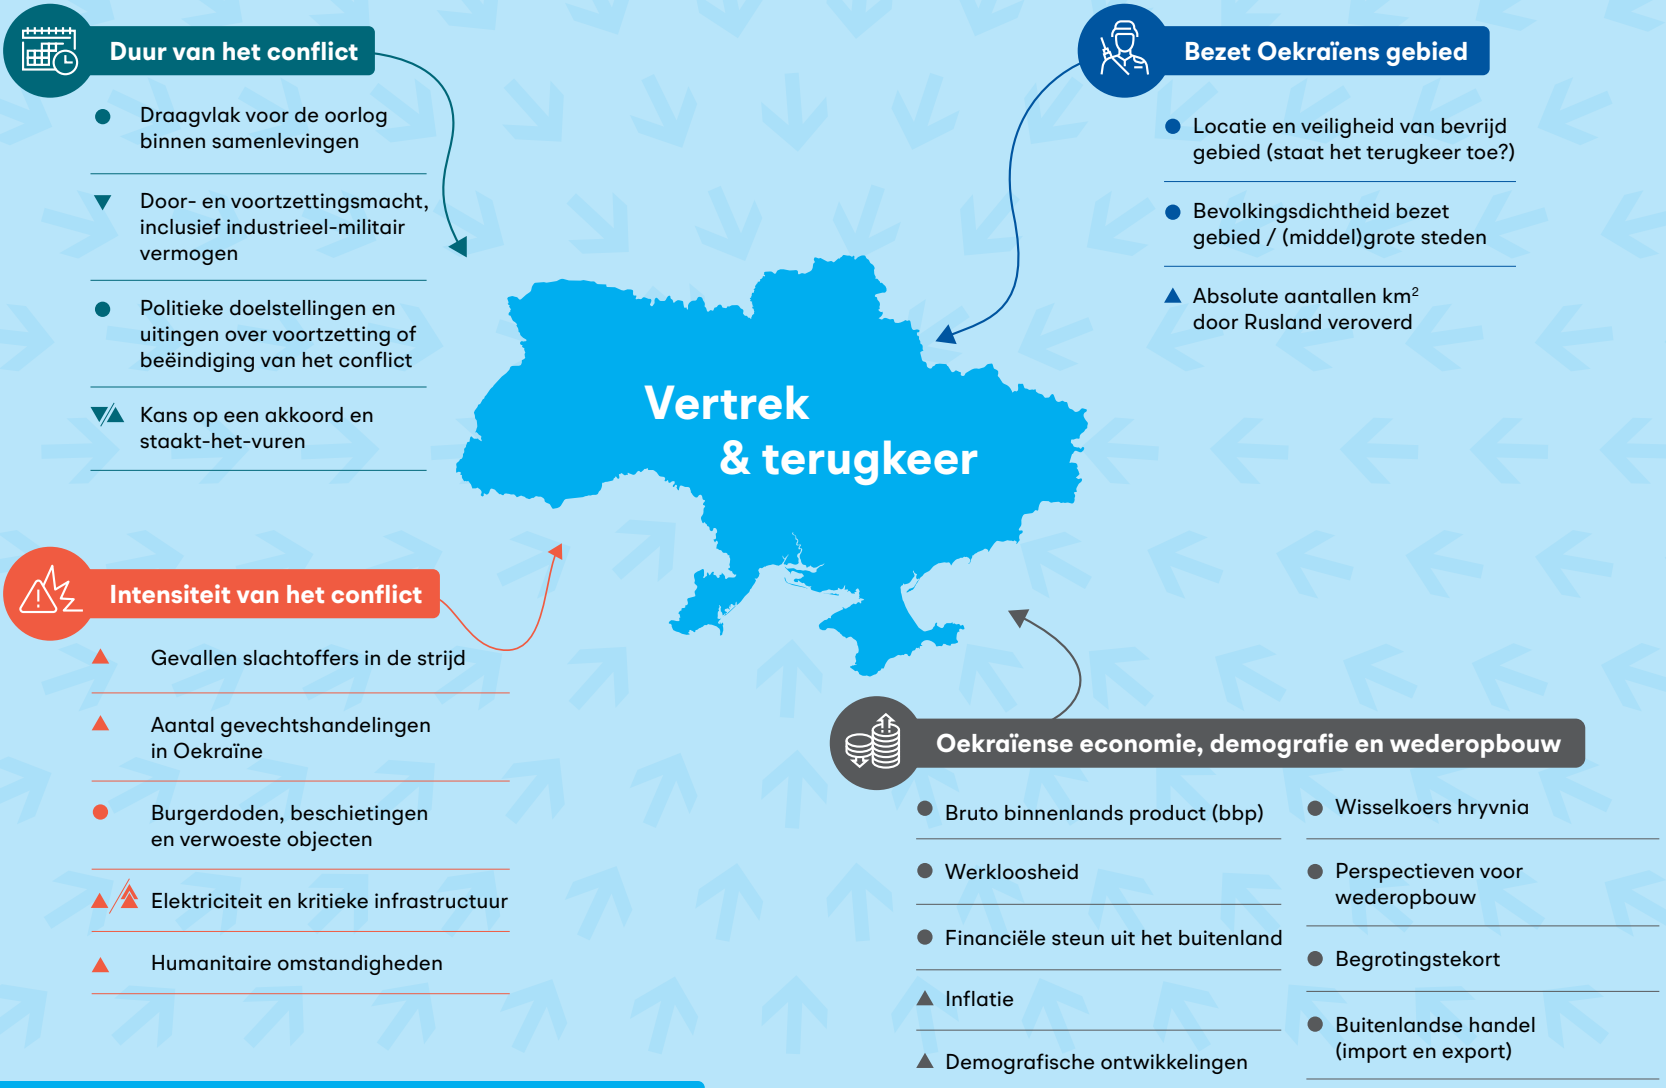 Duur van het conflict
Draagvlak voor de oorlog
binnen samenlevingen
Door- en voortzettingsmacht,
inclusief industrieel-militair
vermogen
Politieke doelstellingen en
uitingen over voortzetting of
beëindiging van het conflict
Kans op een akkoord en
staakt-het-vuren
Bezet Oekraïens gebied
Locatie en veiligheid van bevrijd
gebied (staat het terugkeer toe?)
Bevolkingsdichtheid bezet
gebied / (middel)grote steden
Absolute aantallen km²
door Rusland veroverd
Vertrek
& terugkeer
Intensiteit van het conflict
Gevallen slachtoffers in de strijd
Aantal gevechtshandelingen
in Oekraïne
Burgerdoden, beschietingen
en verwoeste objecten
Elektriciteit en kritieke infrastructuur
Humanitaire omstandigheden
Oekraïense economie, demografie en wederopbouw
Bruto binnenlands product (bbp)
Werkloosheid
Financiële steun uit het buitenland
Inflatie
Demografische ontwikkelingen
Wisselkoers hryvnia
Perspectieven voor
wederopbouw
Begrotingstekort
Buitenlandse handel
(import en export)